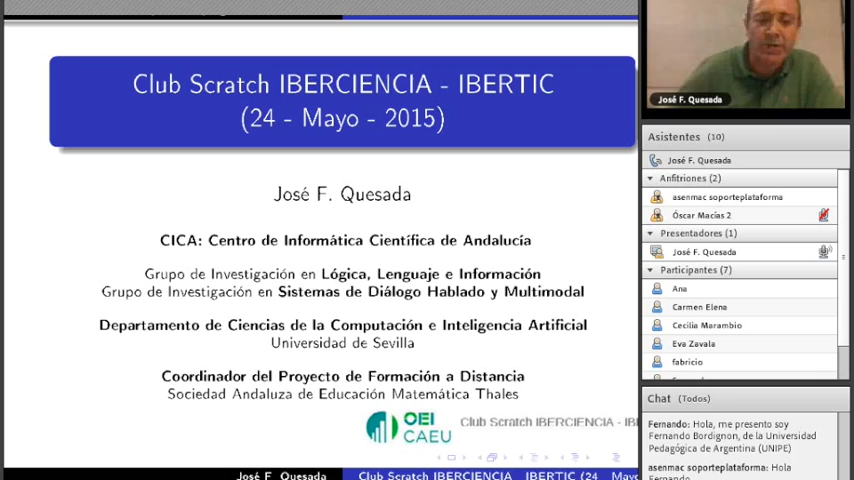 Club Scratch IBERCIENCIA - IBERTIC
(24 - Mayo - 2015)
José F. Quesada
CICA: Centro de Informática Científica de Andalucía
Grupo de Investigación en Lógica, Lenguaje e Información
Grupo de Investigación en Sistemas de Diálogo Hablado y Multimodal
Departamento de Ciencias de la Computación e Inteligencia Artificial
Universidad de Sevilla
Coordinador del Proyecto de Formación a Distancia
Sociedad Andaluza de Educación Matemática Thales
OEI
CAEU
Club Scratch IBERCIENCIA - IB
José F. Quesada
Club Scratch IBERCIENCIA IBERTIC (24 Mayo
José F. Quesada
Asistentes (10)
José F. Quesada
Anfitriones (2)
asenmac soporteplataforma
Óscar Macías 2
Presentadores (1)
José F. Quesada
Participantes (7)
Ana
Carmen Elena
Cecilia Marambio
Eva Zavala
fabricio
Chat (Todos)
Fernando: Hola, me presento soy
Fernando Bordignon, de la Universidad
Pedagógica de Argentina (UNIPE)
asenmac soporteplataforma: Hola
Fernando